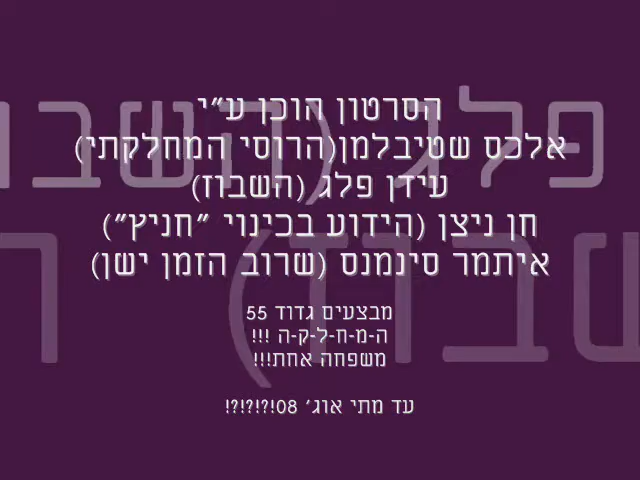 הסרטון הוכן ע״י
אלכס שטיבלמן(הרוסי המחלקתי)
עידן פלג (השבוז)
חן ניצן (הידוע בכינוי ״חניץ״)
איתמר סינמנס (שרוב הזמן ישן)
מבצעים גדוד 55
ה-מ-ח-ל-ק-ה !!!
משפחה אחת!!!
עד מתי אוג׳ 08!?!?!?!